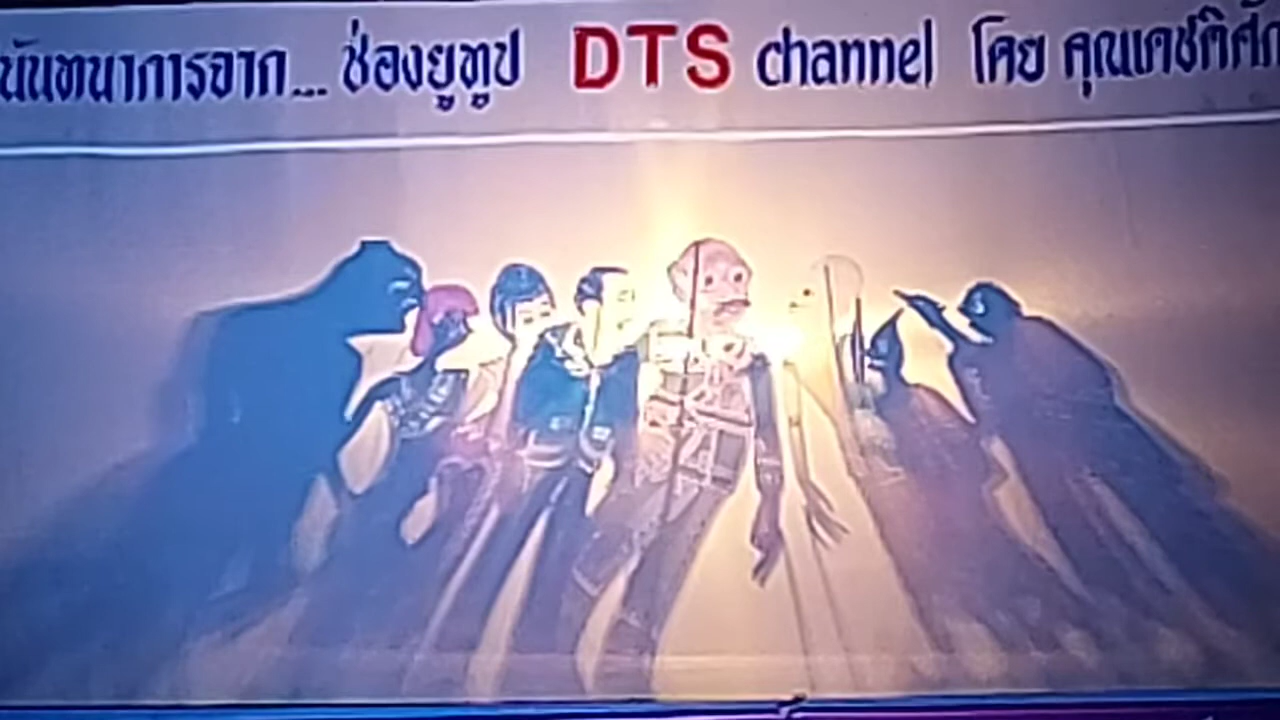 นันทนาการจาก... ช่องยูทูป DTS channel โดย คุณเดชติศัก